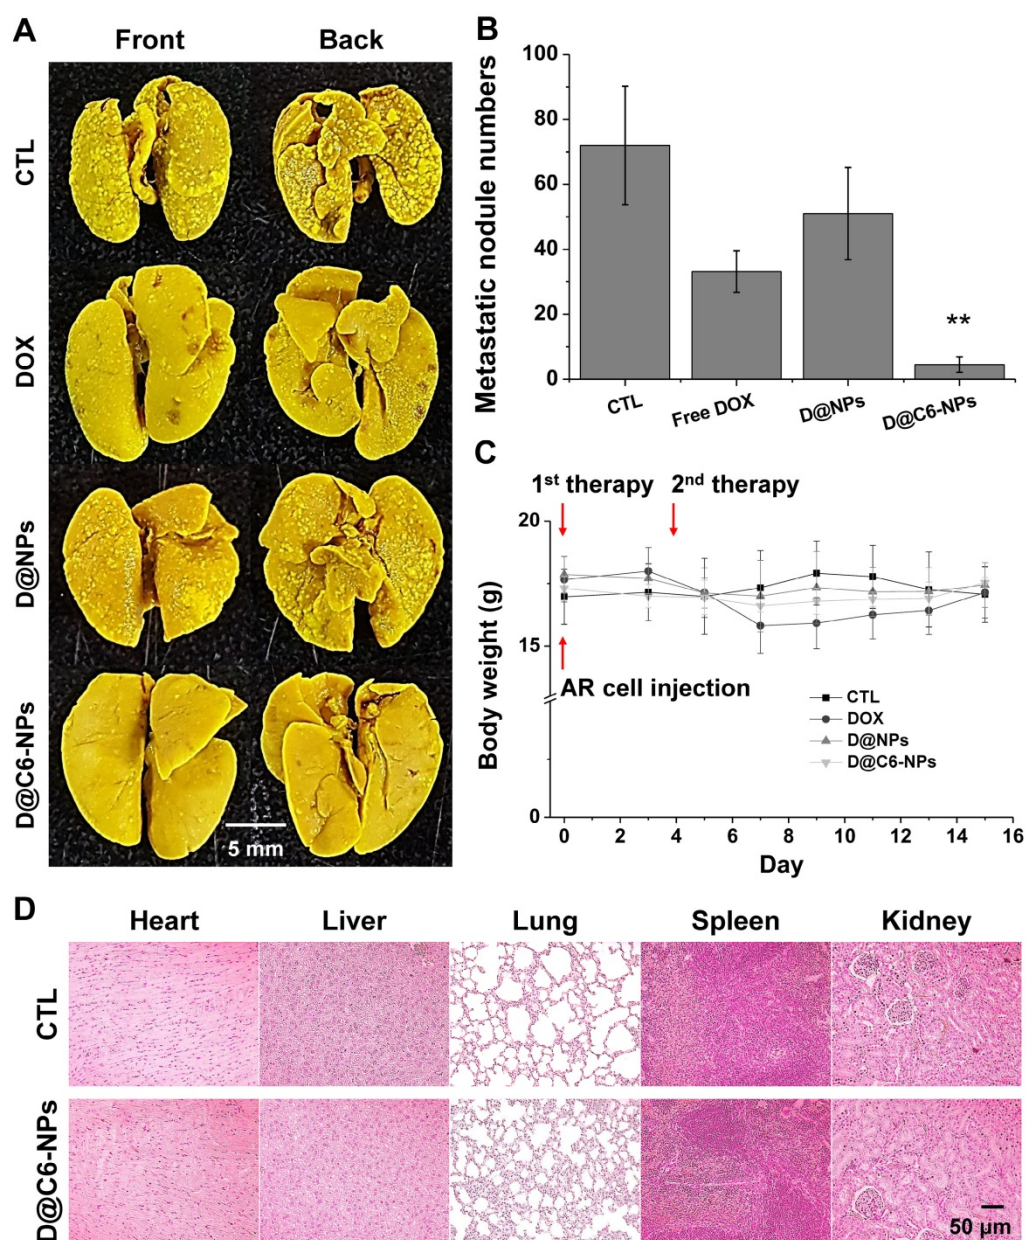 A
Front Back
CTL
DOX
D@NPs
D@C6-NPs
5 mm
B
Metastatic nodule numbers
100
80
60
40
20
0
CTL Free DOX D@NPs D@C6-NPs
**
C
1st therapy 2nd therapy
AR cell injection
Body weight (g)
20
15
0
CTL
DOX
D@NPs
D@C6-NPs
0 2 4 6 8 10 12 14 16
Day
D
Heart Liver Lung Spleen Kidney
CTL
D@C6-NPs
50 μm